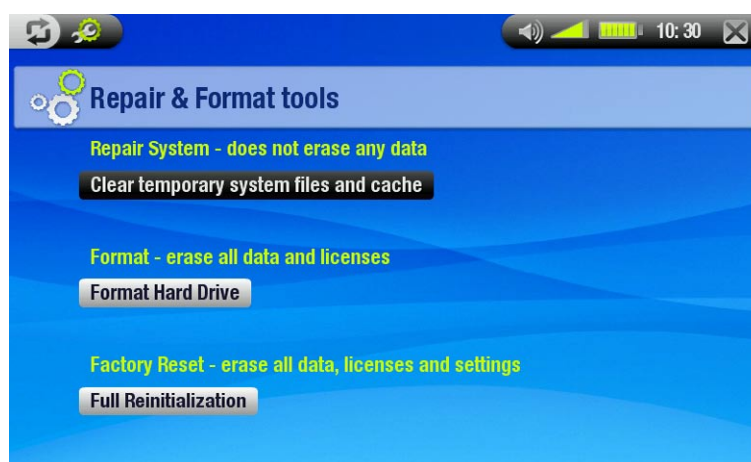 10:30
Repair & Format tools
Repair System - does not erase any data
Clear temporary system files and cache
Format - erase all data and licenses
Format Hard Drive
Factory Reset - erase all data, licenses and settings
Full Reinitialization